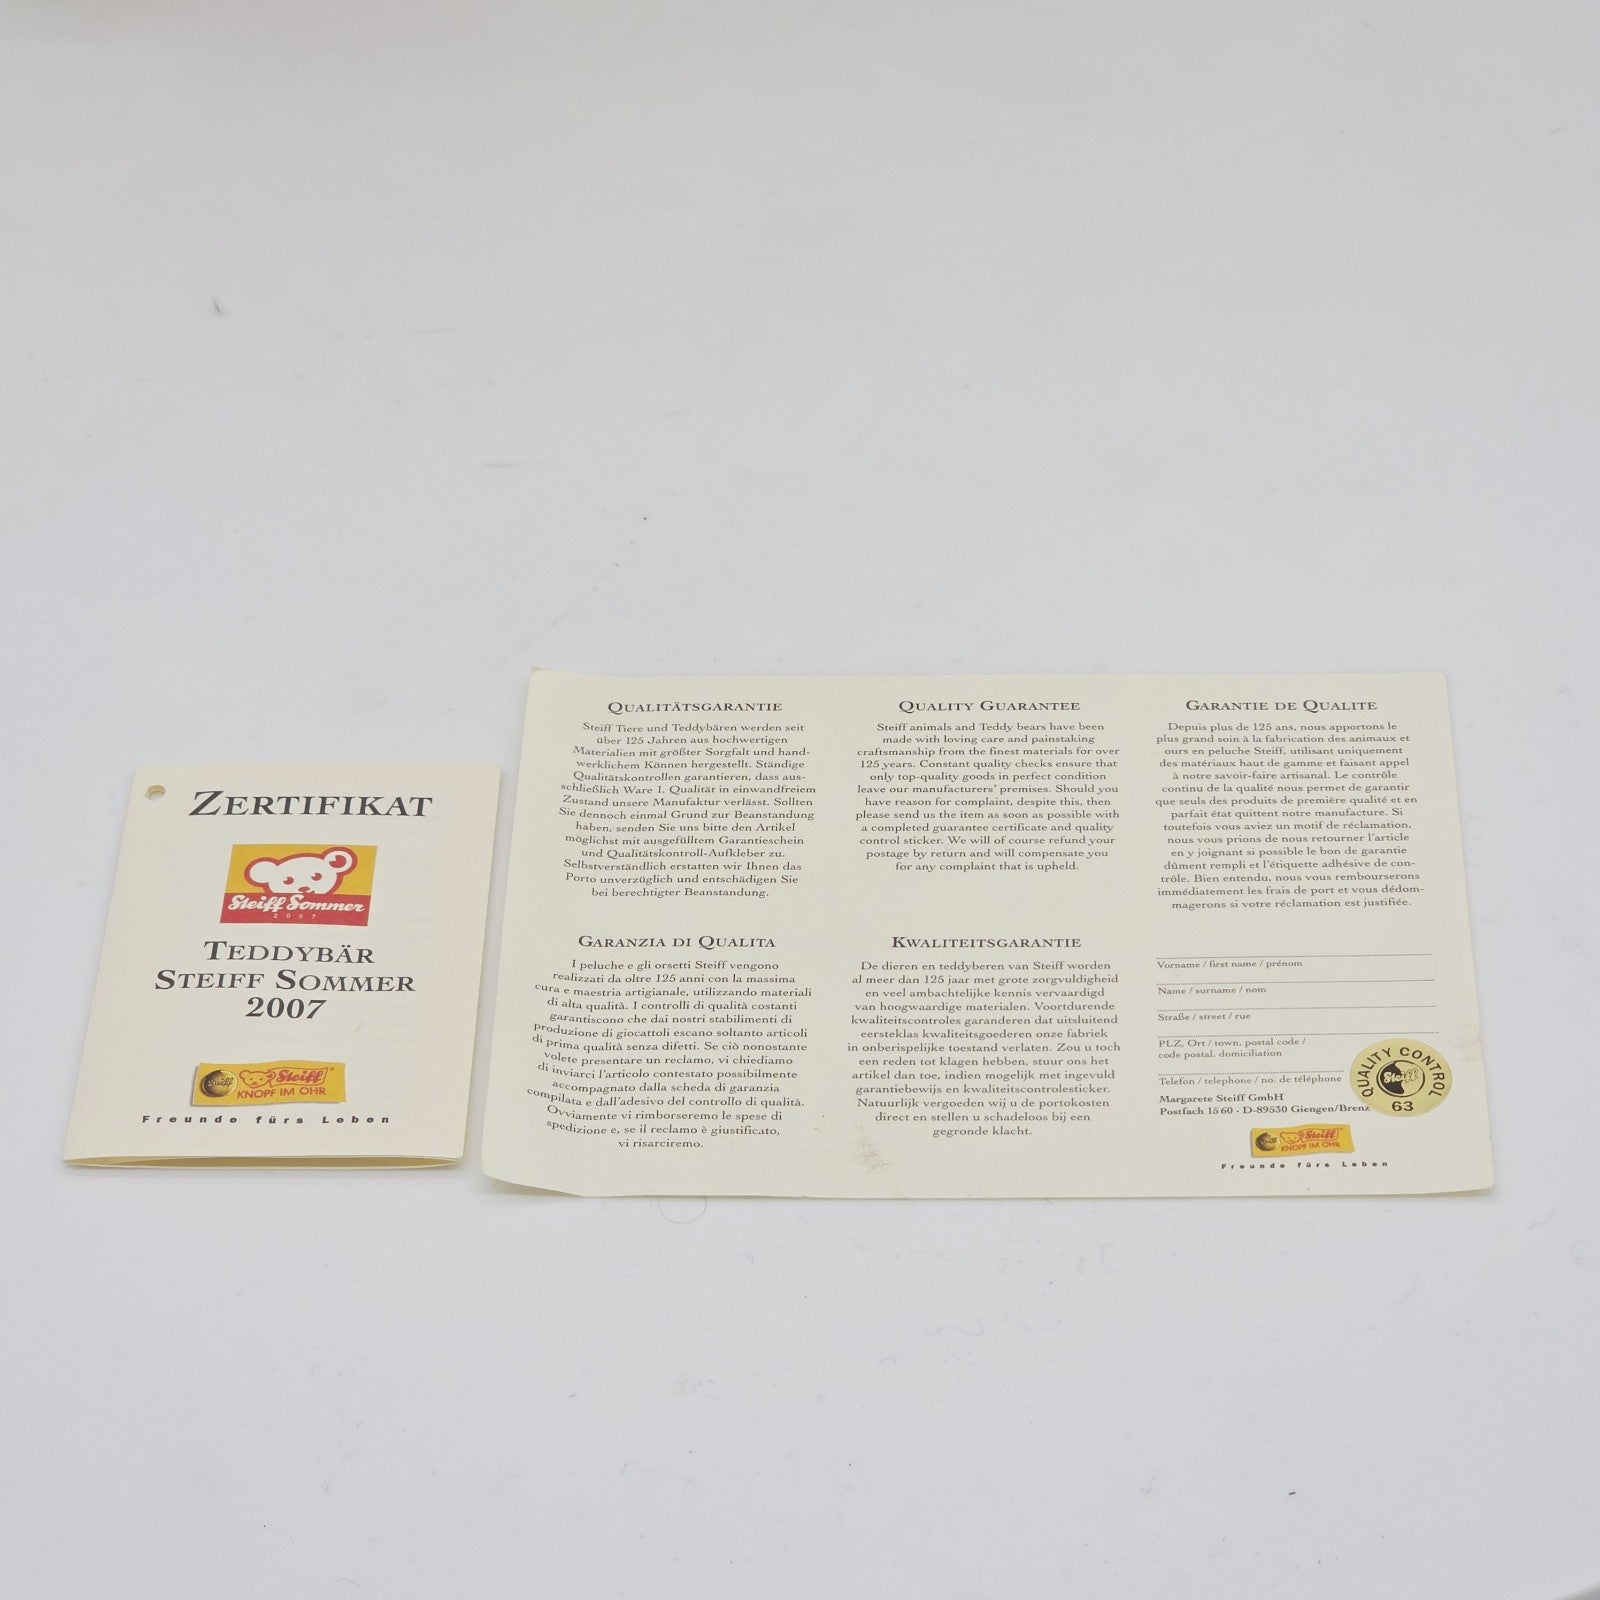 ZERTIFIKAT
Steiff Sommer
2007
TEDDYBÄR
STEIFF SOMMER
2007
Steiff
Steiff
KNOPF IM OHR
Freunde fürs Leben
QUALITÄTSGARANTIE
Steiff Tiere und Teddybären werden seit
über 125 Jahren aus hochwertigen
Materialien mit größter Sorgfalt und hand-
werklichem Können hergestellt. Ständige
Qualitätskontrollen garantieren, dass aus-
schließlich Ware 1. Qualität in einwandfreiem
Zustand unsere Manufaktur verlässt. Sollten
Sie dennoch einmal Grund zur Beanstandung
haben, senden Sie uns bitte den Artikel
möglichst mit ausgefülltem Garantieschein
und Qualitätskontroll-Aufkleber zu.
Selbstverständlich erstatten wir Ihnen das
Porto unverzüglich und entschädigen Sie
bei berechtigter Beanstandung.
QUALITY GUARANTEE
Steiff animals and Teddy bears have been
made with loving care and painstaking
craftsmanship from the finest materials for over
125 years. Constant quality checks ensure that
only top-quality goods in perfect condition
leave our manufacturers' premises. Should you
have reason for complaint, despite this, then
please send us the item as soon as possible with
a completed guarantee certificate and quality
control sticker. We will of course refund your
postage by return and will compensate you
for any complaint that is upheld.
GARANTIE DE QUALITE
Depuis plus de 125 ans, nous apportons le
plus grand soin à la fabrication des animaux et
ours en peluche Steiff, utilisant uniquement
des matériaux haut de gamme et faisant appel
à notre savoir-faire artisanal. Le contrôle
continu de la qualité nous permet de garantir
que seuls des produits de première qualité et en
parfait état quittent notre manufacture. Si
toutefois vous aviez un motif de réclamation,
nous vous prions de nous retourner l'article
en y joignant si possible le bon de garantie
dûment rempli et l'étiquette adhésive de con-
trôle. Bien entendu, nous vous rembourserons
immédiatement les frais de port et vous dédom-
magerons si votre réclamation est justifiée.
GARANZIA DI QUALITA
I peluche e gli orsetti Steiff vengono
realizzati da oltre 125 anni con la massima
cura e maestria artigianale, utilizzando materiali
di alta qualità. I controlli di qualità costanti
garantiscono che dai nostri stabilimenti di
produzione di giocattoli escano soltanto articoli
di prima qualità senza difetti. Se ciò nonostante
volete presentare un reclamo, vi chiediamo
di inviarci l'articolo contestato possibilmente
accompagnato dalla scheda di garanzia
compilata e dall'adesivo del controllo di qualità.
Ovviamente vi rimborseremo le spese di
spedizione e, se il reclamo è giustificato,
vi risarciremo.
KWALITEITSGARANTIE
De dieren en teddyberen van Steiff worden
al meer dan 125 jaar met grote zorgvuldigheid
en veel ambachtelijke kennis vervaardigd
van hoogwaardige materialen. Voortdurende
kwaliteitscontroles garanderen dat uitsluitend
eersteklas kwaliteitsgoederen onze fabriek
in onberispelijke toestand verlaten. Zou u toch
een reden tot klagen hebben, stuur ons het
artikel dan toe, indien mogelijk met ingevuld
garantiebewijs en kwaliteitscontrolesticker.
Natuurlijk vergoeden wij u de portokosten
direct en stellen u schadeloos bij een
gegronde klacht.
Vorname / first name / prénom
Name / surname / nom
Straße / street / rue
PLZ, Ort / town, postal code /
code postal, domiciliation
Telefon / telephone / no. de téléphone
Margarete Steiff GmbH
Postfach 15 60 - D-89530 Giengen/Brenz
QUALITY CONTROL
Steiff
63
Steiff
KNOPF IM OHR
Freunde fürs Leben